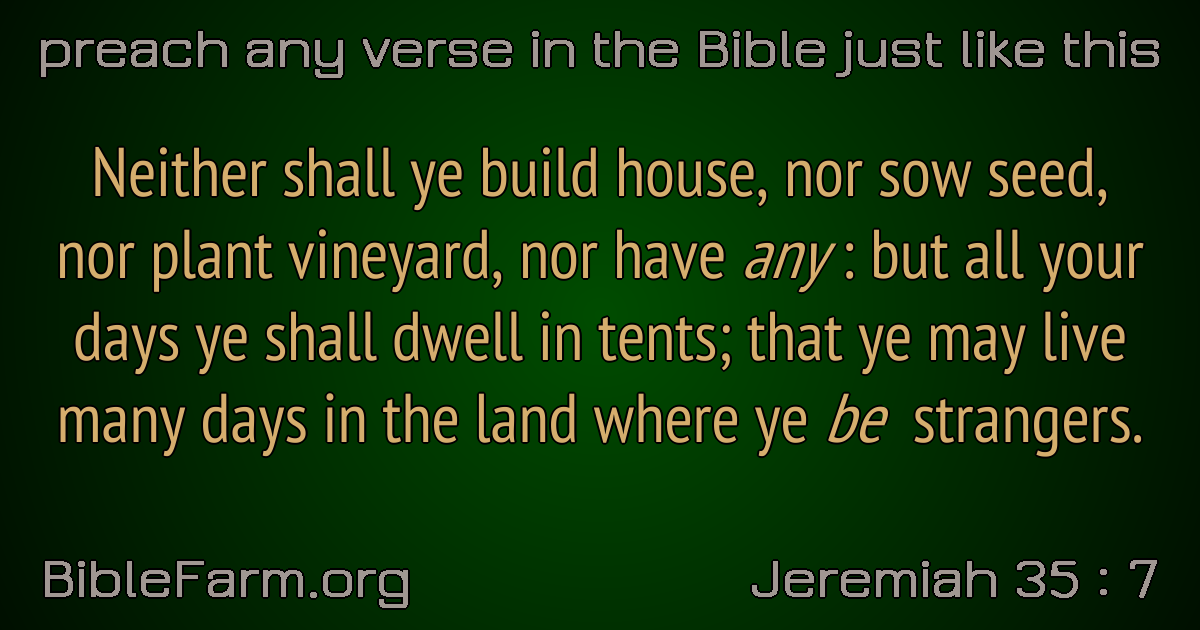 preach any verse in the Bible just like this
Neither shall ye build house, nor sow seed,
nor plant vineyard, nor have any : but all your
days ye shall dwell in tents; that ye may live
many days in the land where ye be strangers.
BibleFarm.org
Jeremiah 35 : 7